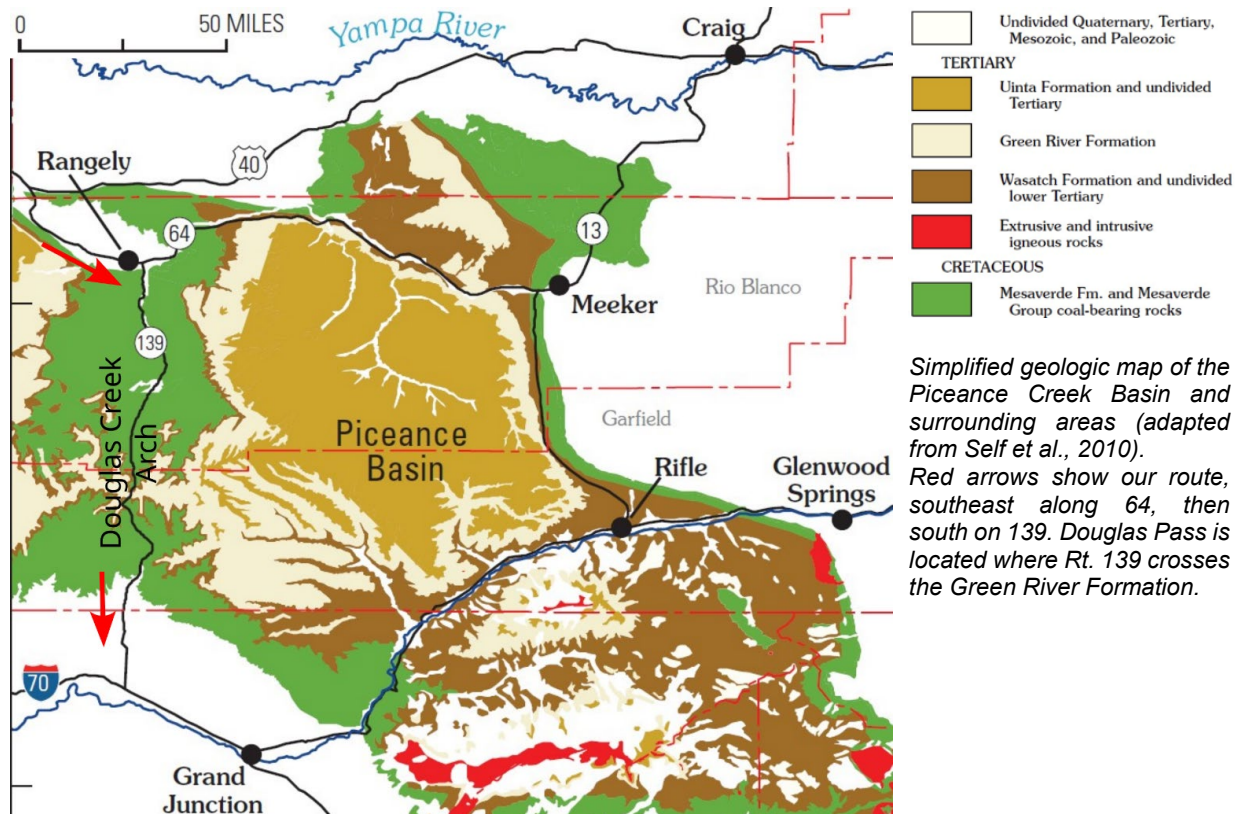 0 50 MILES
Yampa River
Craig
Rangely
40
64
13
Meeker
Rio Blanco
139
Douglas Creek
Arch
Garfield
Piceance
Basin
Rifle
Glenwood
Springs
70
Grand
Junction
Undivided Quaternary, Tertiary,
Mesozoic, and Paleozoic
TERTIARY
Uinta Formation and undivided
Tertiary
Green River Formation
Wasatch Formation and undivided
lower Tertiary
Extrusive and intrusive
igneous rocks
CRETACEOUS
Mesaverde Fm. and Mesaverde
Group coal-bearing rocks
Simplified geologic map of the
Piceance Creek Basin and
surrounding areas (adapted
from Self et al., 2010).
Red arrows show our route,
southeast along 64, then
south on 139. Douglas Pass is
located where Rt. 139 crosses
the Green River Formation.